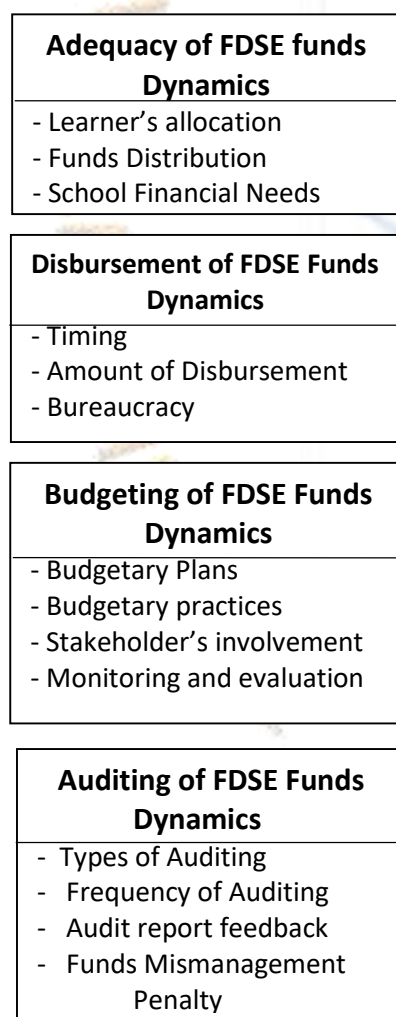 Adequacy of FDSE funds
Dynamics
- Learner’s allocation
- Funds Distribution
- School Financial Needs
Disbursement of FDSE Funds
Dynamics
- Timing
- Amount of Disbursement
- Bureaucracy
Budgeting of FDSE Funds
Dynamics
- Budgetary Plans
- Budgetary practices
- Stakeholder’s involvement
- Monitoring and evaluation
Auditing of FDSE Funds
Dynamics
- Types of Auditing
- Frequency of Auditing
- Audit report feedback
- Funds Mismanagement
Penalty